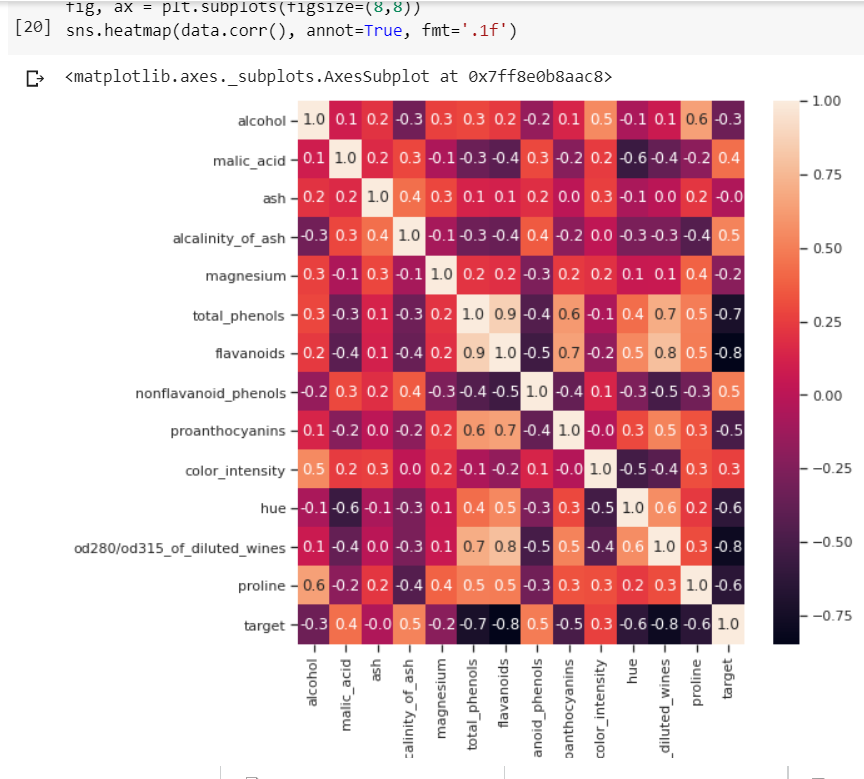 fig, ax = plt.subplots(figsize=(8,8))
[20] sns.heatmap(data.corr(), annot=True, fmt='.1f')
<matplotlib.axes._subplots.AxesSubplot at 0x7ff8e0b8aac8>
1.00
alcohol 1.0 0.1 0.2 -0.3 0.3 0.3 0.2 -0.2 0.1 0.5 -0.1 0.1 0.6 -0.3
malic_acid 0.1 1.0 0.2 0.3 -0.1 -0.3 -0.4 0.3 -0.2 0.2 -0.6 -0.4 -0.2 0.4
0.75
ash 0.2 0.2 1.0 0.4 0.3 0.1 0.1 0.2 0.0 0.3 -0.1 0.0 0.2 -0.0
alcalinity_of_ash -0.3 0.3 0.4 1.0 -0.1 -0.3 -0.4 0.4 -0.2 0.0 -0.3 -0.3 -0.4 0.5
0.50
magnesium 0.3 -0.1 0.3 -0.1 1.0 0.2 0.2 -0.3 0.2 0.2 0.1 0.1 0.4 -0.2
total_phenols 0.3 -0.3 0.1 -0.3 0.2 1.0 0.9 -0.4 0.6 -0.1 0.4 0.7 0.5 -0.7
0.25
flavanoids 0.2 -0.4 0.1 -0.4 0.2 0.9 1.0 -0.5 0.7 -0.2 0.5 0.8 0.5 -0.8
nonflavanoid_phenols -0.2 0.3 0.2 0.4 -0.3 -0.4 -0.5 1.0 -0.4 0.1 -0.3 -0.5 -0.3 0.5
0.00
proanthocyanins 0.1 -0.2 0.0 -0.2 0.2 0.6 0.7 -0.4 1.0 -0.0 0.3 0.5 0.3 -0.5
color_intensity 0.5 0.2 0.3 0.0 0.2 -0.1 -0.2 0.1 -0.0 1.0 -0.5 -0.4 0.3 0.3
-0.25
hue -0.1 -0.6 -0.1 -0.3 0.1 0.4 0.5 -0.3 0.3 -0.5 1.0 0.6 0.2 -0.6
od280/od315_of_diluted_wines 0.1 -0.4 0.0 -0.3 0.1 0.7 0.8 -0.5 0.5 -0.4 0.6 1.0 0.3 -0.8
-0.50
proline 0.6 -0.2 0.2 -0.4 0.4 0.5 0.5 -0.3 0.3 0.3 0.2 0.3 1.0 -0.6
-0.75
target -0.3 0.4 -0.0 0.5 -0.2 -0.7 -0.8 0.5 -0.5 0.3 -0.6 -0.8 -0.6 1.0
alcohol
malic_acid
ash
calinity_of_ash
magnesium
total_phenols
flavanoids
anoid_phenols
oanthocyanins
color_intensity
hue
_diluted_wines
proline
target